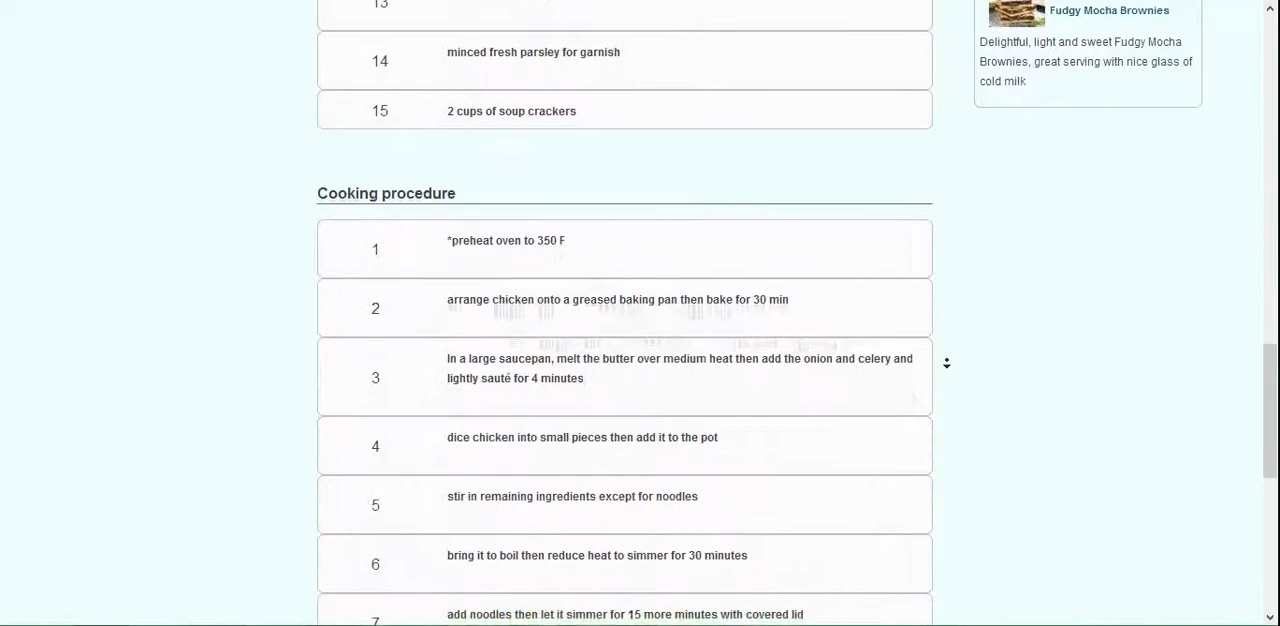 13
14 minced fresh parsley for garnish
15 2 cups of soup crackers
Cooking procedure
1 *preheat oven to 350 F
2 arrange chicken onto a greased baking pan then bake for 30 min
3 In a large saucepan, melt the butter over medium heat then add the onion and celery and
lightly sauté for 4 minutes
4 dice chicken into small pieces then add it to the pot
5 stir in remaining ingredients except for noodles
6 bring it to boil then reduce heat to simmer for 30 minutes
7 add noodles then let it simmer for 15 more minutes with covered lid
Fudgy Mocha Brownies
Delightful, light and sweet Fudgy Mocha
Brownies, great serving with nice glass of
cold milk